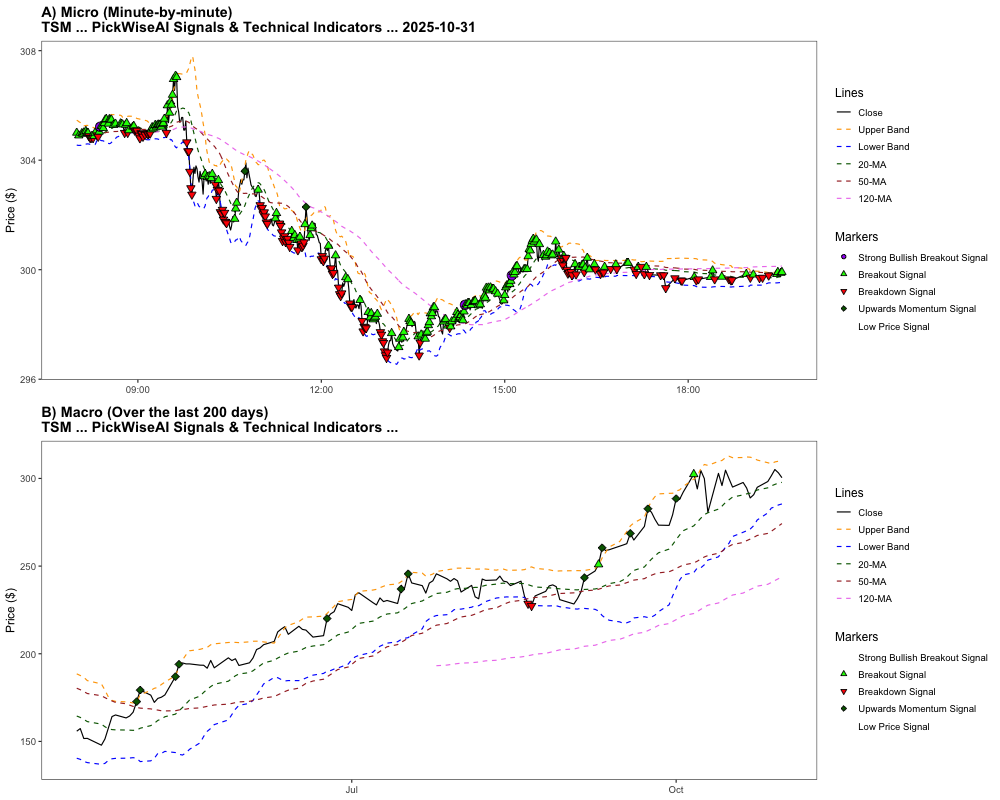 A) Micro (Minute-by-minute)
TSM ... PickWiseAI Signals & Technical Indicators ... 2025-10-31
308
304
300
296
Price ($)
09:00
12:00
15:00
18:00
Lines
Close
Upper Band
Lower Band
20-MA
50-MA
120-MA
Markers
Strong Bullish Breakout Signal
Breakout Signal
Breakdown Signal
Upwards Momentum Signal
Low Price Signal
B) Macro (Over the last 200 days)
TSM ... PickWiseAI Signals & Technical Indicators ...
300
250
200
150
Price ($)
Jul
Oct
Lines
Close
Upper Band
Lower Band
20-MA
50-MA
120-MA
Markers
Strong Bullish Breakout Signal
Breakout Signal
Breakdown Signal
Upwards Momentum Signal
Low Price Signal